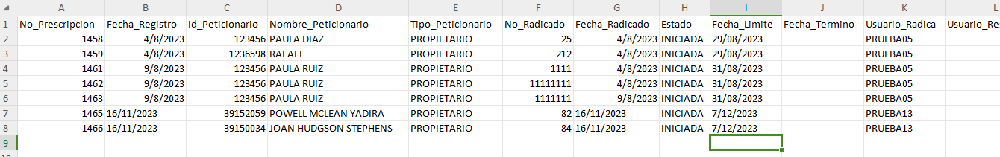 A B C D E F G H I J K L
1 No_Prescripcion Fecha_Registro Id_Peticionario Nombre_Peticionario Tipo_Peticionario No_Radicado Fecha_Radicado Estado Fecha_Limite Fecha_Termino Usuario_Radica Usuario_Re
2 1458 4/8/2023 123456 PAULA DIAZ PROPIETARIO 25 4/8/2023 INICIADA 29/08/2023 PRUEBA05
3 1459 4/8/2023 1236598 RAFAEL PROPIETARIO 212 4/8/2023 INICIADA 29/08/2023 PRUEBA05
4 1461 9/8/2023 123456 PAULA RUIZ PROPIETARIO 1111 4/8/2023 INICIADA 31/08/2023 PRUEBA05
5 1462 9/8/2023 123456 PAULA RUIZ PROPIETARIO 11111111 4/8/2023 INICIADA 31/08/2023 PRUEBA05
6 1463 9/8/2023 123456 PAULA RUIZ PROPIETARIO 1111111 9/8/2023 INICIADA 31/08/2023 PRUEBA05
7 1465 16/11/2023 39152059 POWELL MCLEAN YADIRA PROPIETARIO 82 16/11/2023 INICIADA 7/12/2023 PRUEBA13
8 1466 16/11/2023 39150034 JOAN HUDGSON STEPHENS PROPIETARIO 84 16/11/2023 INICIADA 7/12/2023 PRUEBA13
9